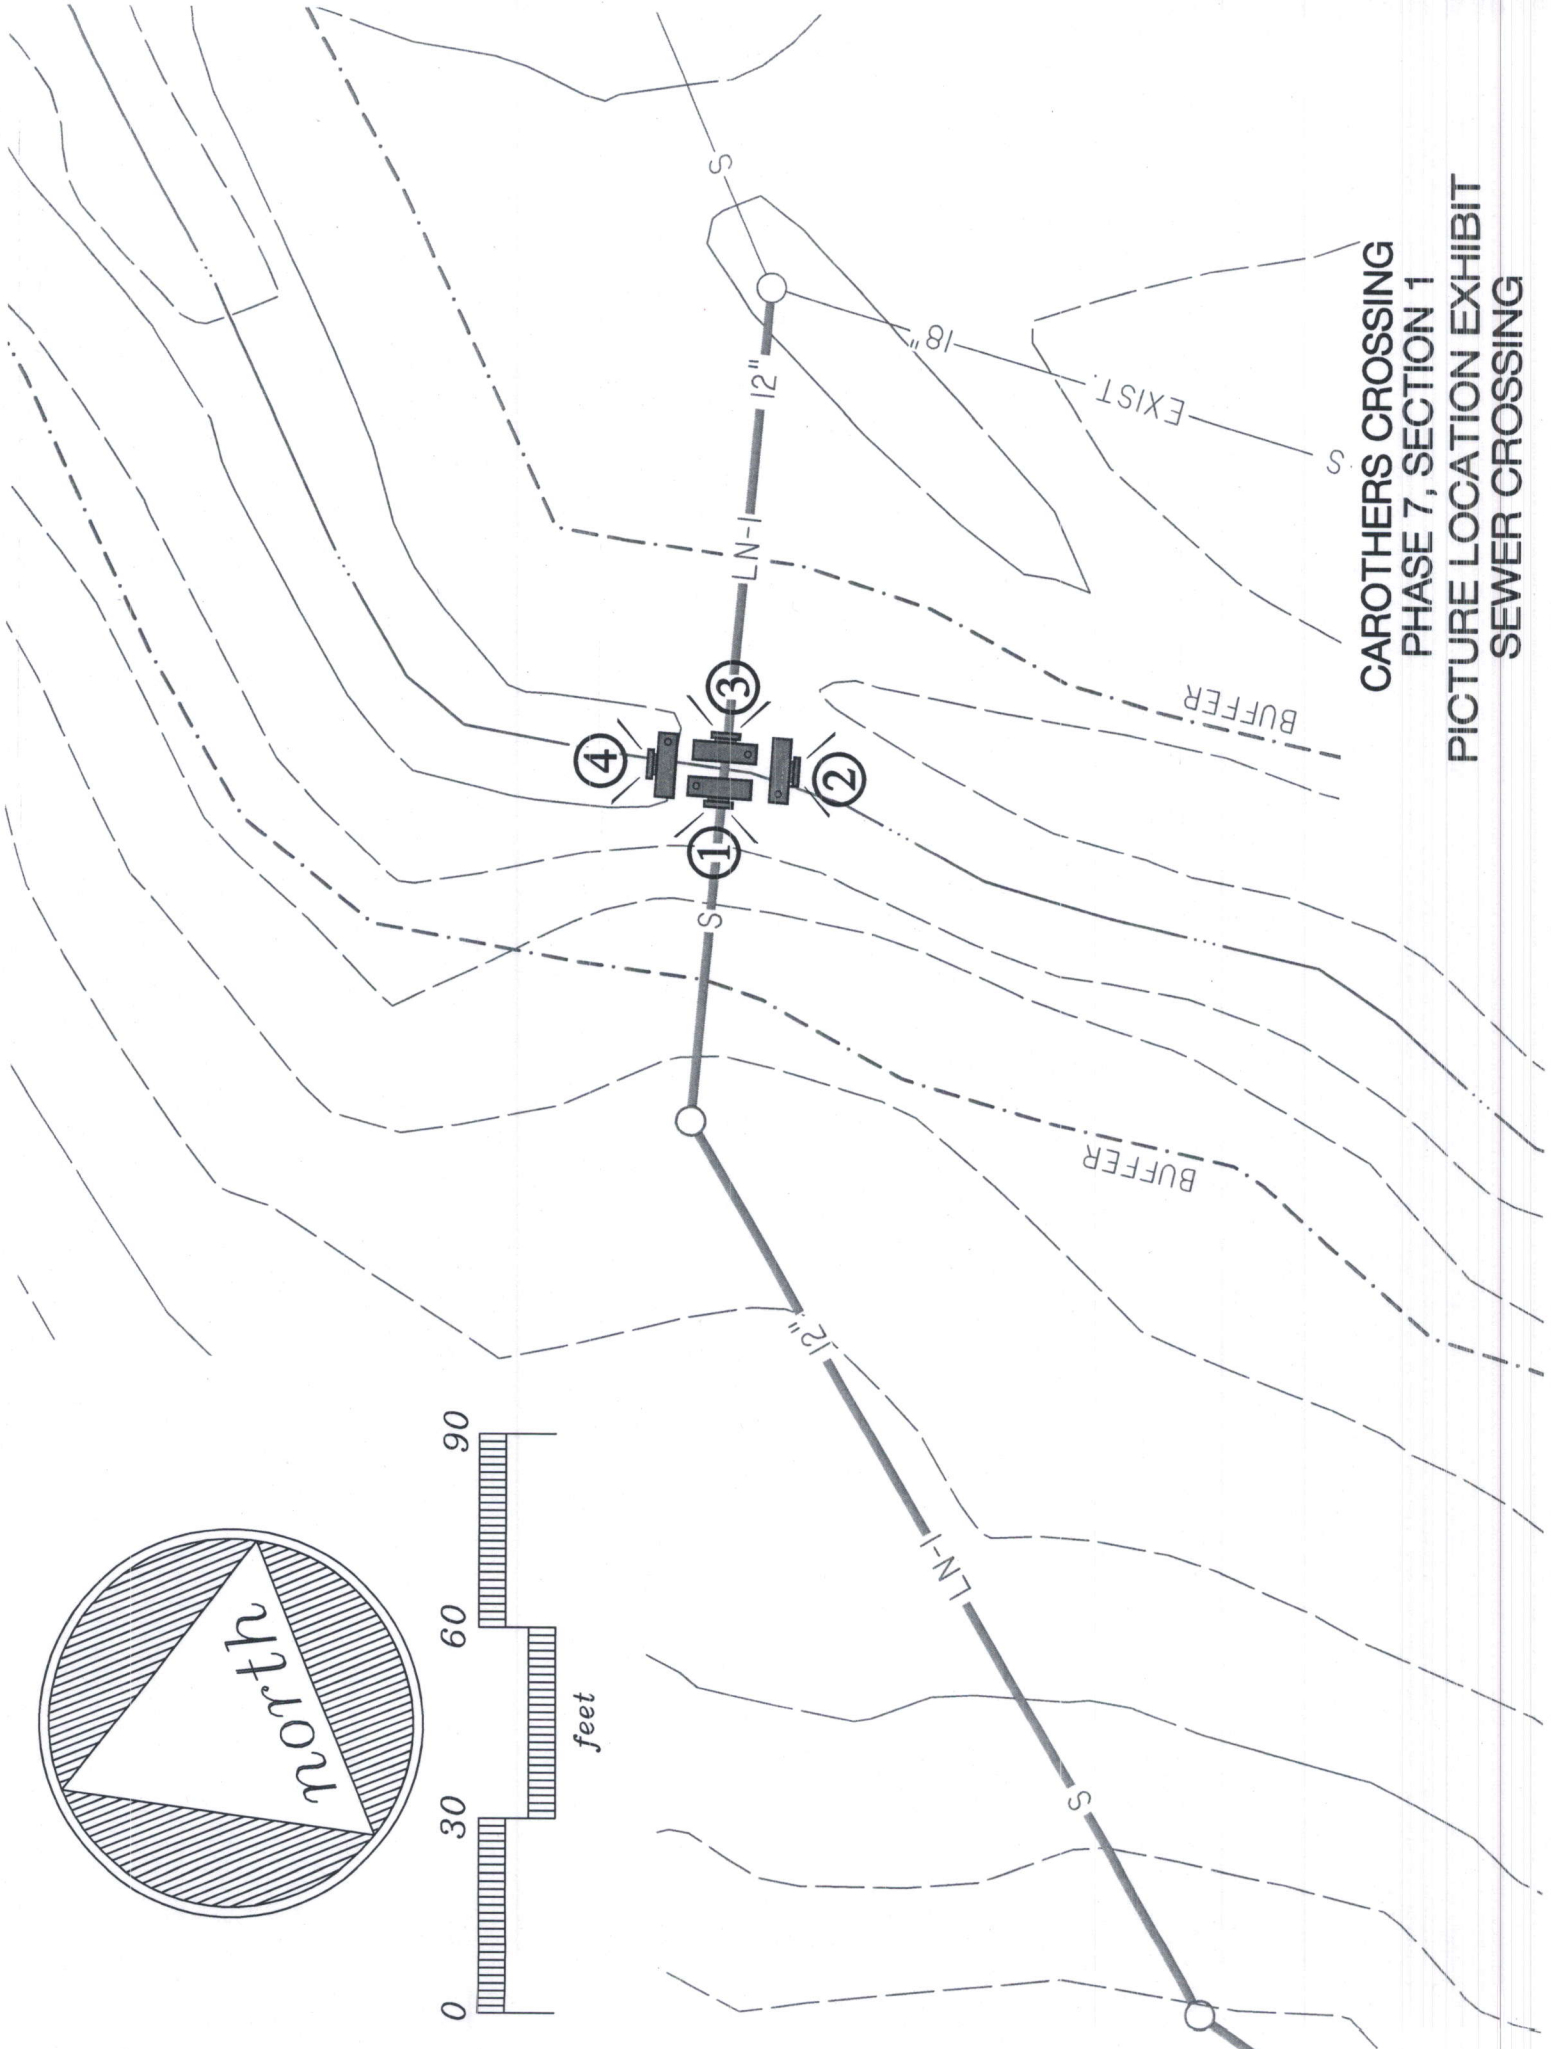 north
0 30 60 90
feet
12"
LN-1
S
12"
LN-1
S
S
18"
EXIST.
S
4
3
2
1
BUFFER
BUFFER
CAROTHERS CROSSING
PHASE 7, SECTION 1
PICTURE LOCATION EXHIBIT
SEWER CROSSING